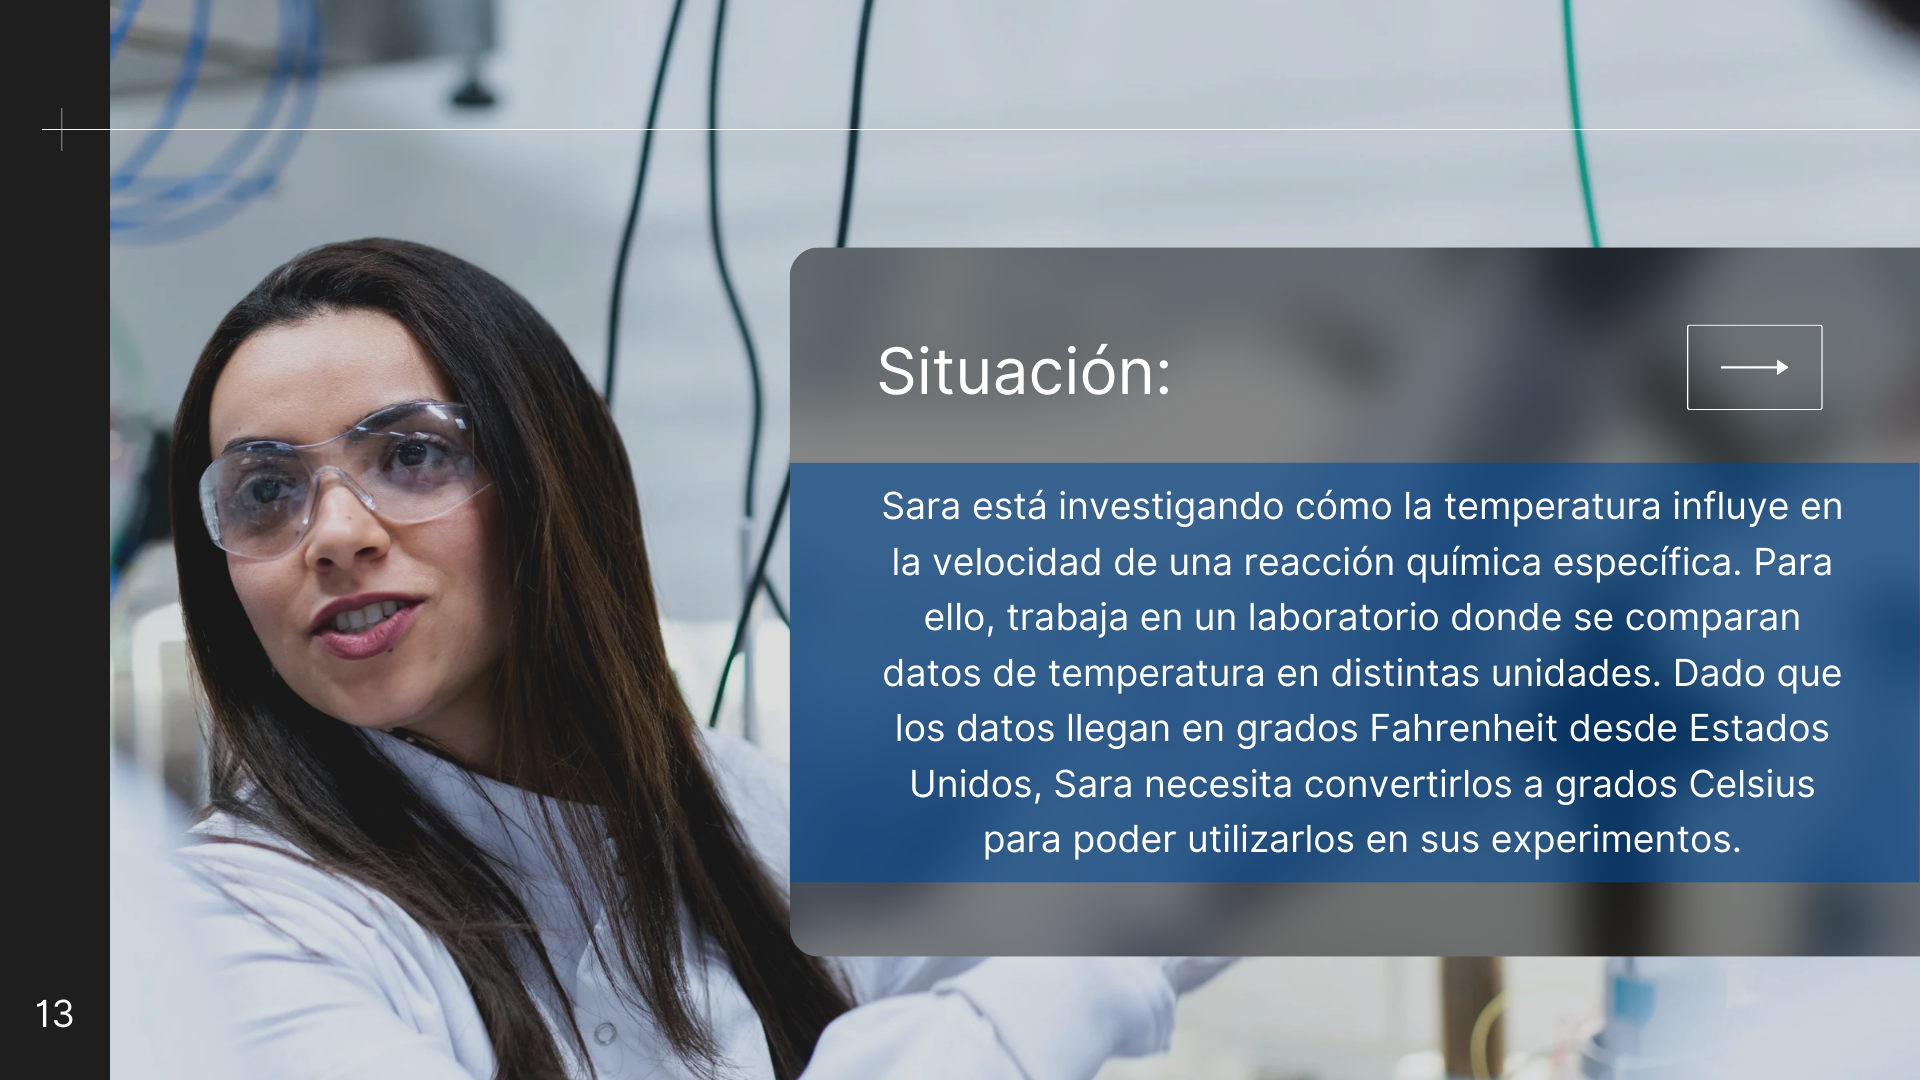 Situación:
Sara está investigando cómo la temperatura influye en
la velocidad de una reacción química específica. Para
ello, trabaja en un laboratorio donde se comparan
datos de temperatura en distintas unidades. Dado que
los datos llegan en grados Fahrenheit desde Estados
Unidos, Sara necesita convertirlos a grados Celsius
para poder utilizarlos en sus experimentos.
13